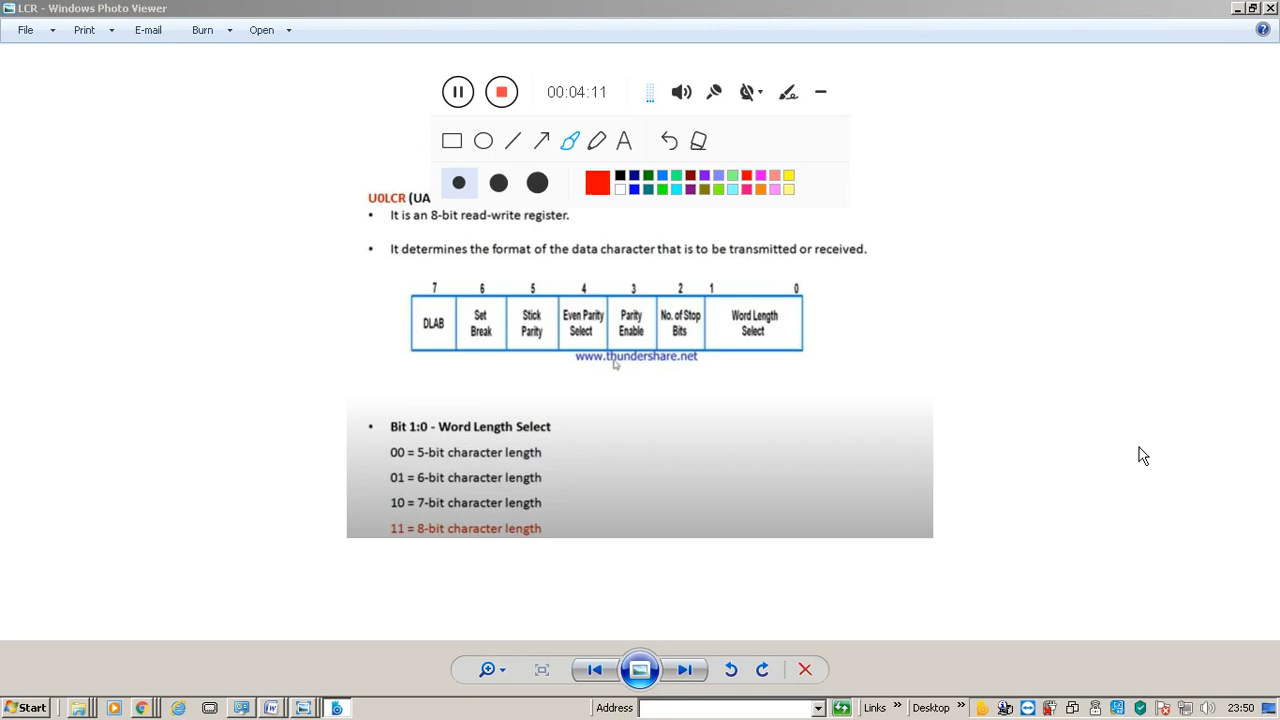 LCR - Windows Photo Viewer
File Print E-mail Burn Open
00:04:11
A
U0LCR (UA
• It is an 8-bit read-write register.
• It determines the format of the data character that is to be transmitted or received.
7 6 5 4 3 2 1 0
DLAB Set Break Stick Parity Even Parity Select Parity Enable No. of Stop Bits Word Length Select
www.thundershare.net
• Bit 1:0 - Word Length Select
00 = 5-bit character length
01 = 6-bit character length
10 = 7-bit character length
11 = 8-bit character length
Start Address Links » Desktop » 23:50